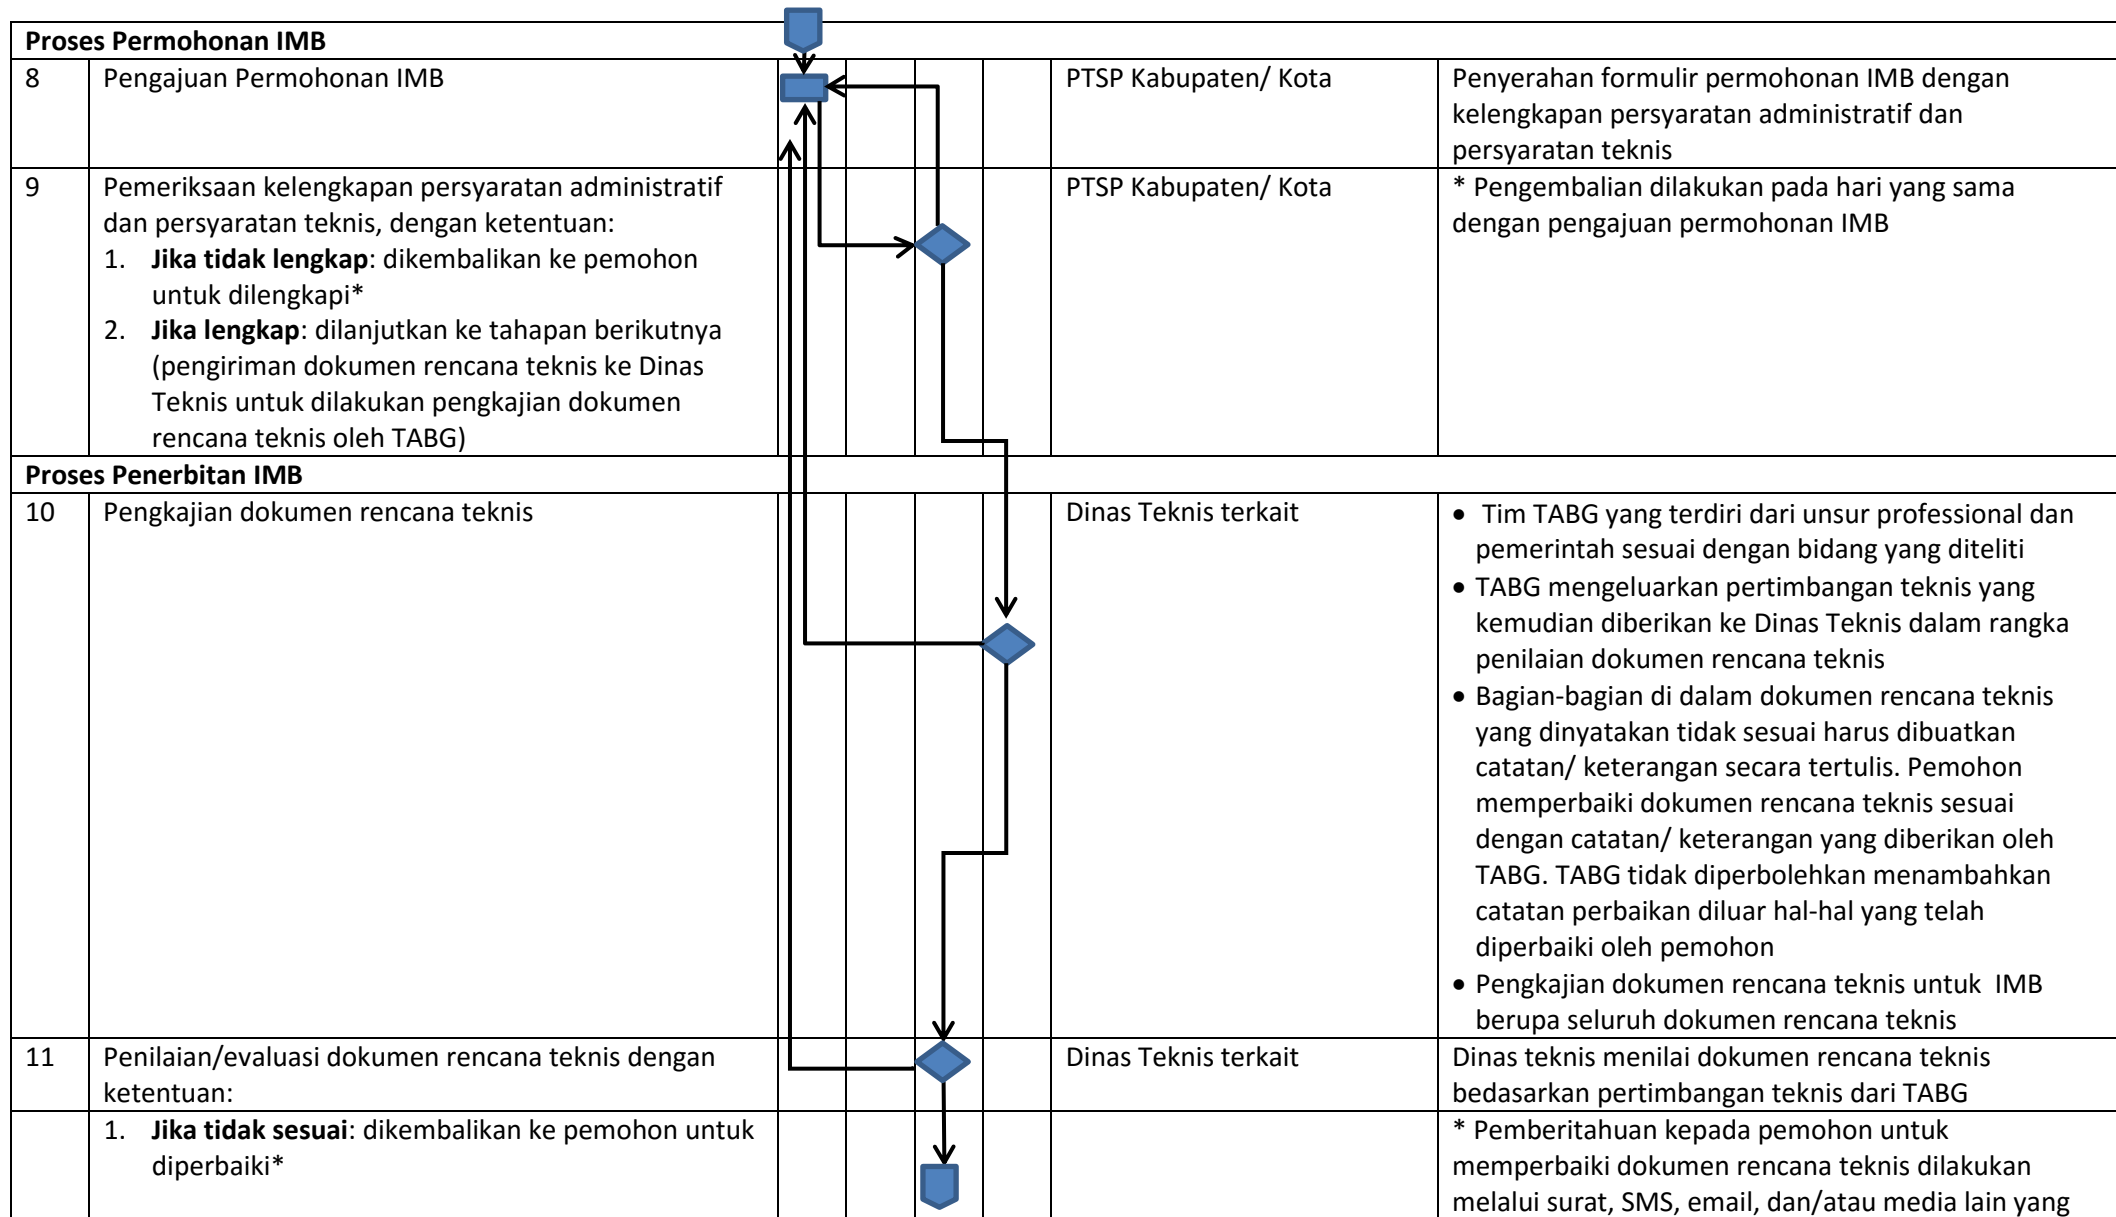 Proses Permohonan IMB
8
Pengajuan Permohonan IMB
PTSP Kabupaten/ Kota
Penyerahan formulir permohonan IMB dengan
kelengkapan persyaratan administratif dan
persyaratan teknis
9
Pemeriksaan kelengkapan persyaratan administratif
dan persyaratan teknis, dengan ketentuan:
1. Jika tidak lengkap: dikembalikan ke pemohon
untuk dilengkapi*
2. Jika lengkap: dilanjutkan ke tahapan berikutnya
(pengiriman dokumen rencana teknis ke Dinas
Teknis untuk dilakukan pengkajian dokumen
rencana teknis oleh TABG)
PTSP Kabupaten/ Kota
* Pengembalian dilakukan pada hari yang sama
dengan pengajuan permohonan IMB
Proses Penerbitan IMB
10
Pengkajian dokumen rencana teknis
Dinas Teknis terkait
• Tim TABG yang terdiri dari unsur professional dan
pemerintah sesuai dengan bidang yang diteliti
• TABG mengeluarkan pertimbangan teknis yang
kemudian diberikan ke Dinas Teknis dalam rangka
penilaian dokumen rencana teknis
• Bagian-bagian di dalam dokumen rencana teknis
yang dinyatakan tidak sesuai harus dibuatkan
catatan/ keterangan secara tertulis. Pemohon
memperbaiki dokumen rencana teknis sesuai
dengan catatan/ keterangan yang diberikan oleh
TABG. TABG tidak diperbolehkan menambahkan
catatan perbaikan diluar hal-hal yang telah
diperbaiki oleh pemohon
• Pengkajian dokumen rencana teknis untuk IMB
berupa seluruh dokumen rencana teknis
11
Penilaian/evaluasi dokumen rencana teknis dengan
ketentuan:
Dinas Teknis terkait
Dinas teknis menilai dokumen rencana teknis
bedasarkan pertimbangan teknis dari TABG
1. Jika tidak sesuai: dikembalikan ke pemohon untuk
diperbaiki*
* Pemberitahuan kepada pemohon untuk
memperbaiki dokumen rencana teknis dilakukan
melalui surat, SMS, email, dan/atau media lain yang